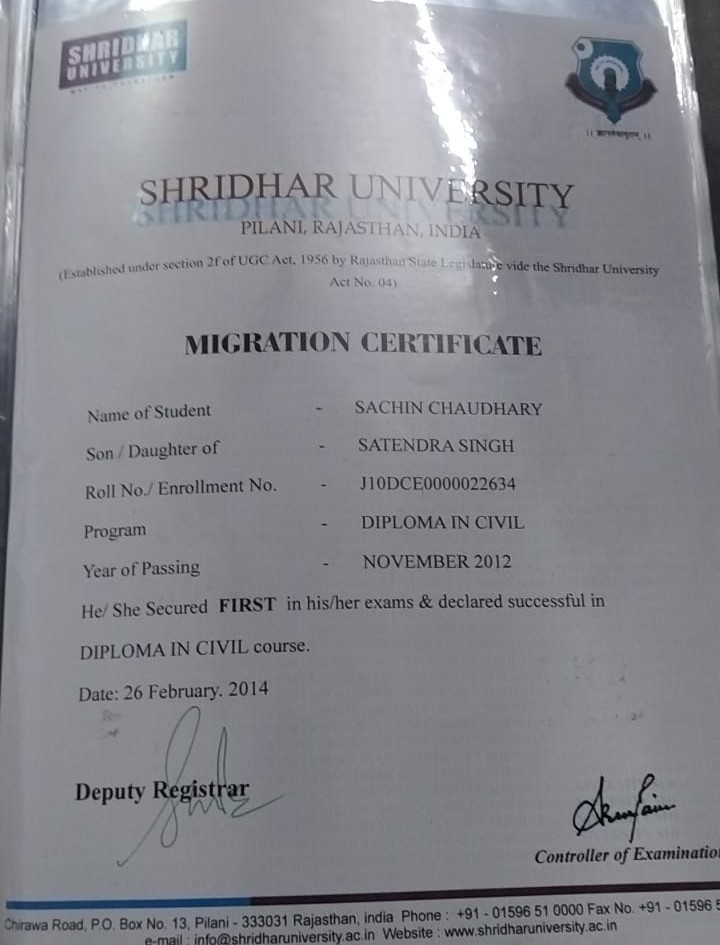 SHRIDHAR
UNIVERSITY
SHRIDHAR UNIVERSITY
PILANI, RAJASTHAN, INDIA
(Established under section 2f of UGC Act, 1956 by Rajasthan State Legislature vide the Shridhar University
Act No. 04)
MIGRATION CERTIFICATE
Name of Student - SACHIN CHAUDHARY
Son / Daughter of - SATENDRA SINGH
Roll No./ Enrollment No. - J10DCE0000022634
Program - DIPLOMA IN CIVIL
Year of Passing - NOVEMBER 2012
He/ She Secured FIRST in his/her exams & declared successful in
DIPLOMA IN CIVIL course.
Date: 26 February. 2014
Deputy Registrar
Controller of Examinatio
Chirawa Road, P.O. Box No. 13, Pilani - 333031 Rajasthan, india Phone : +91 - 01596 51 0000 Fax No. +91 - 01596 5
e-mail : info@shridharuniversity.ac.in Website : www.shridharuniversity.ac.in